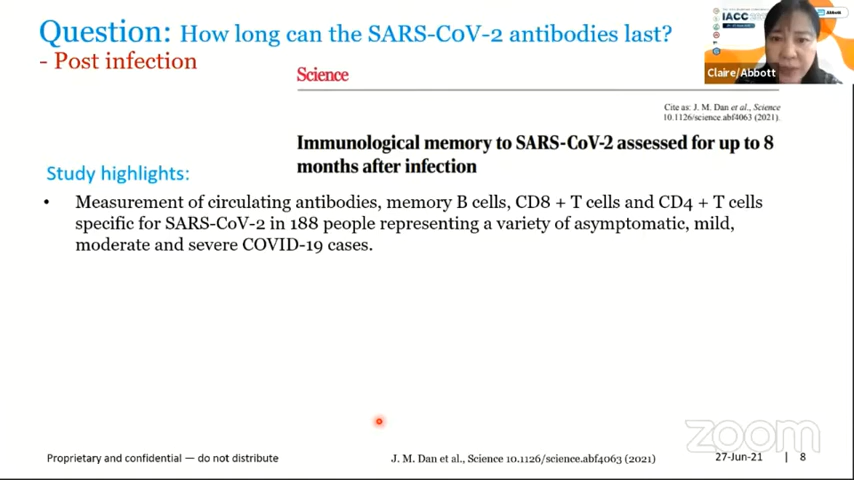 Question: How long can the SARS-CoV-2 antibodies last?
- Post infection
IACC
Abbott
Claire/Abbott
Science
Cite as: J. M. Dan et al., Science
10.1126/science.abf4063 (2021).
Immunological memory to SARS-CoV-2 assessed for up to 8
months after infection
Study highlights:
• Measurement of circulating antibodies, memory B cells, CD8 + T cells and CD4 + T cells
specific for SARS-CoV-2 in 188 people representing a variety of asymptomatic, mild,
moderate and severe COVID-19 cases.
zoom
Proprietary and confidential — do not distribute
J. M. Dan et al., Science 10.1126/science.abf4063 (2021)
27-Jun-21 | 8